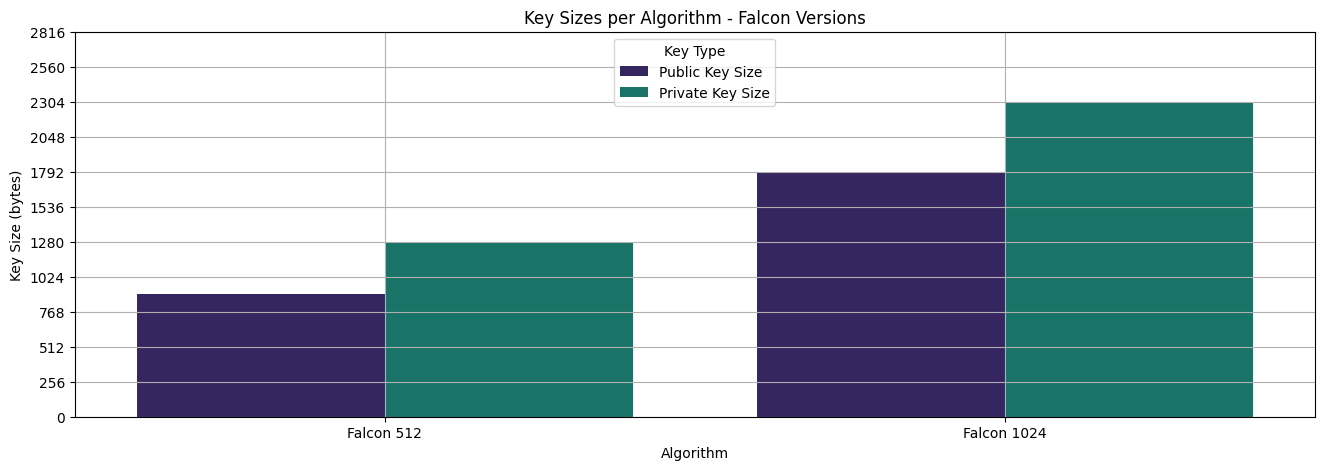 Key Sizes per Algorithm - Falcon Versions
Key Type
Public Key Size
Private Key Size
Key Size (bytes)
2816
2560
2304
2048
1792
1536
1280
1024
768
512
256
0
Falcon 512
Falcon 1024
Algorithm